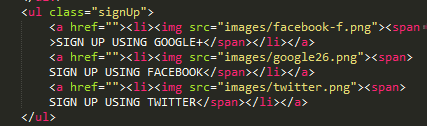 <ul class="signUp">
<a href=""><li><img src="images/facebook-f.png"><span
>SIGN UP USING GOOGLE+</span></li></a>
<a href=""><li><img src="images/google26.png"><span>
SIGN UP USING FACEBOOK</span></li></a>
<a href=""><li><img src="images/twitter.png"><span>
SIGN UP USING TWITTER</span></li></a>
</ul>